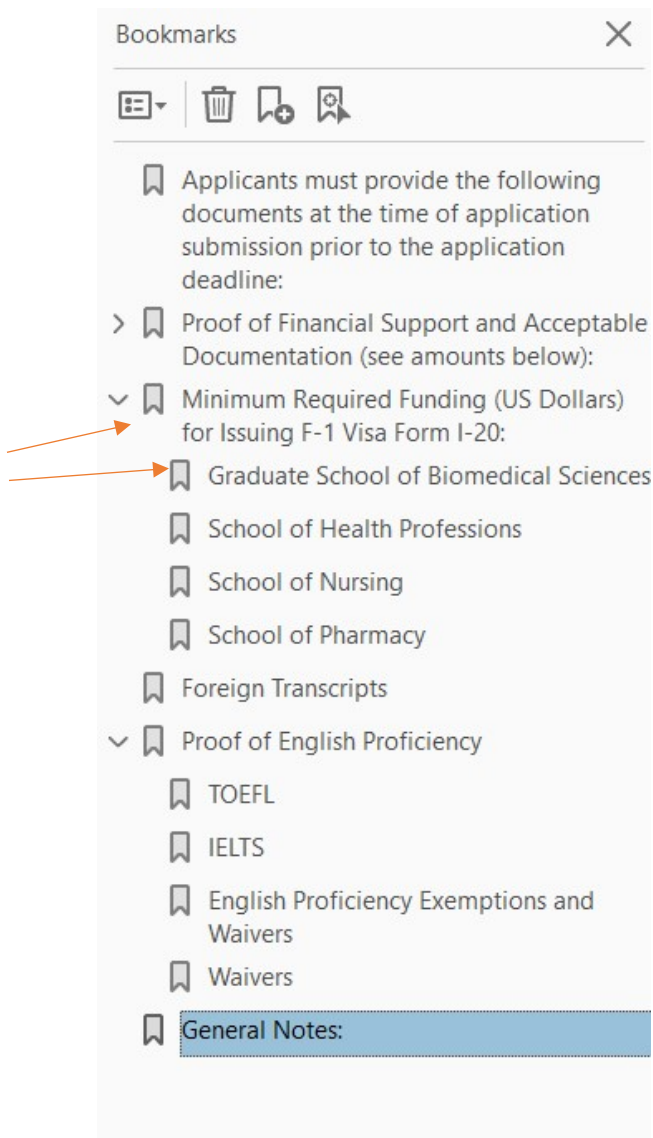 Bookmarks
Applicants must provide the following
documents at the time of application
submission prior to the application
deadline:
Proof of Financial Support and Acceptable
Documentation (see amounts below):
Minimum Required Funding (US Dollars)
for Issuing F-1 Visa Form I-20:
Graduate School of Biomedical Sciences
School of Health Professions
School of Nursing
School of Pharmacy
Foreign Transcripts
Proof of English Proficiency
TOEFL
IELTS
English Proficiency Exemptions and
Waivers
Waivers
General Notes: